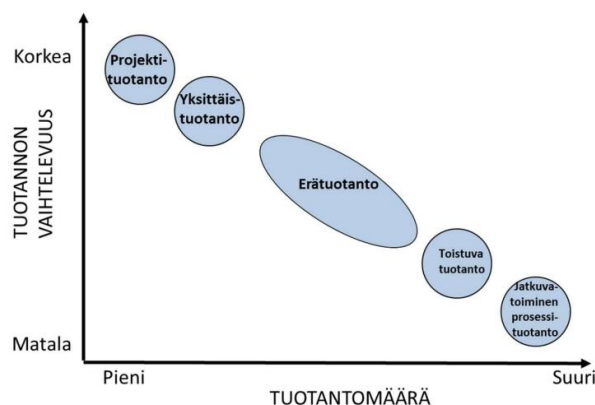 Korkea
TUOTANNON
VAIHTELEVUUS
Matala
Projekti-
tuotanto
Yksittäis-
tuotanto
Erätuotanto
Toistuva
tuotanto
Jatkuva-
toiminen
prosessi-
tuotanto
Pieni
Suuri
TUOTANTOMÄÄRÄ